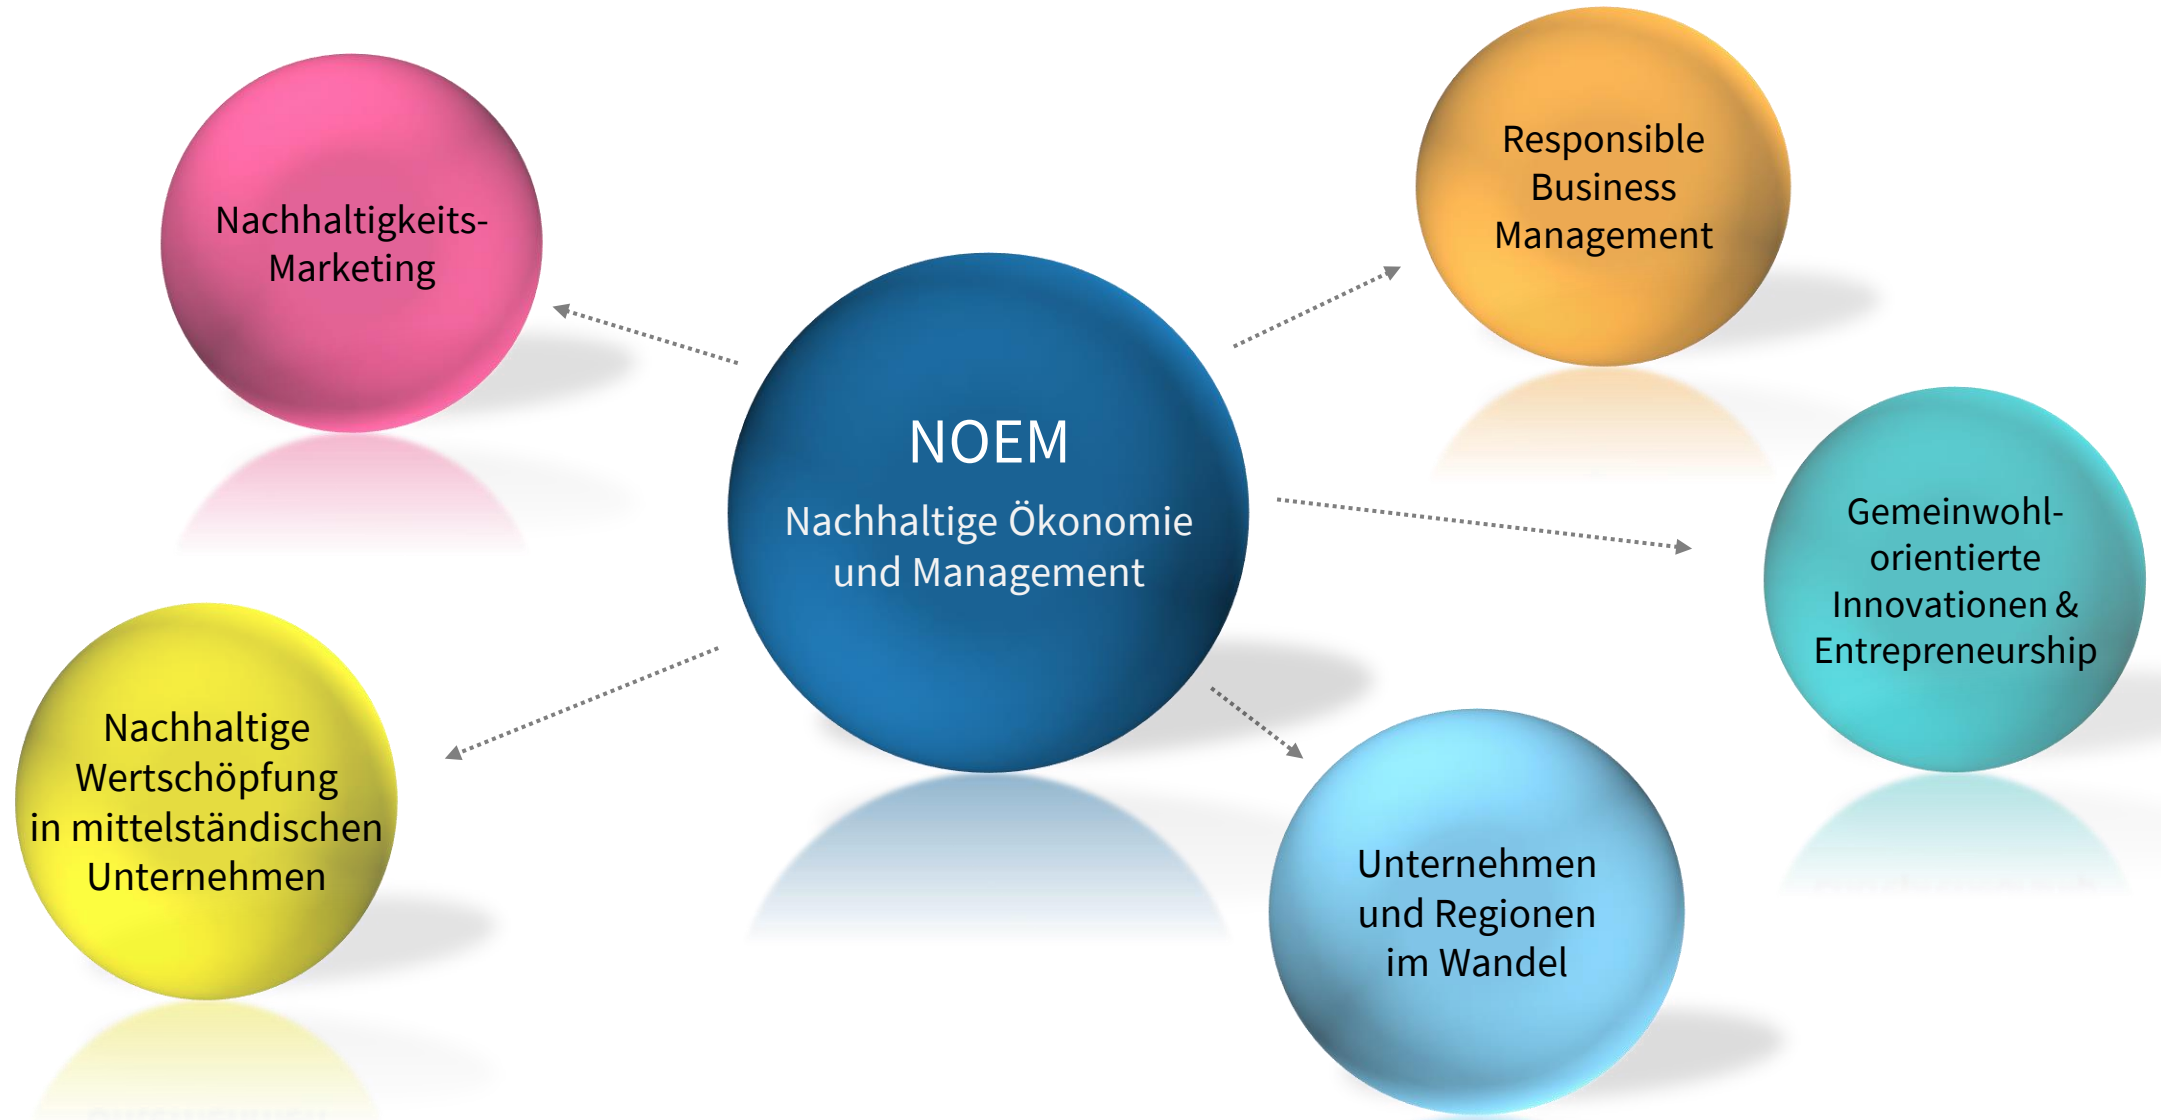 Nachhaltigkeits-
Marketing
Responsible
Business
Management
NOEM
Nachhaltige Ökonomie
und Management
Gemeinwohl-
orientierte
Innovationen &
Entrepreneurship
Nachhaltige
Wertschöpfung
in mittelständischen
Unternehmen
Unternehmen
und Regionen
im Wandel